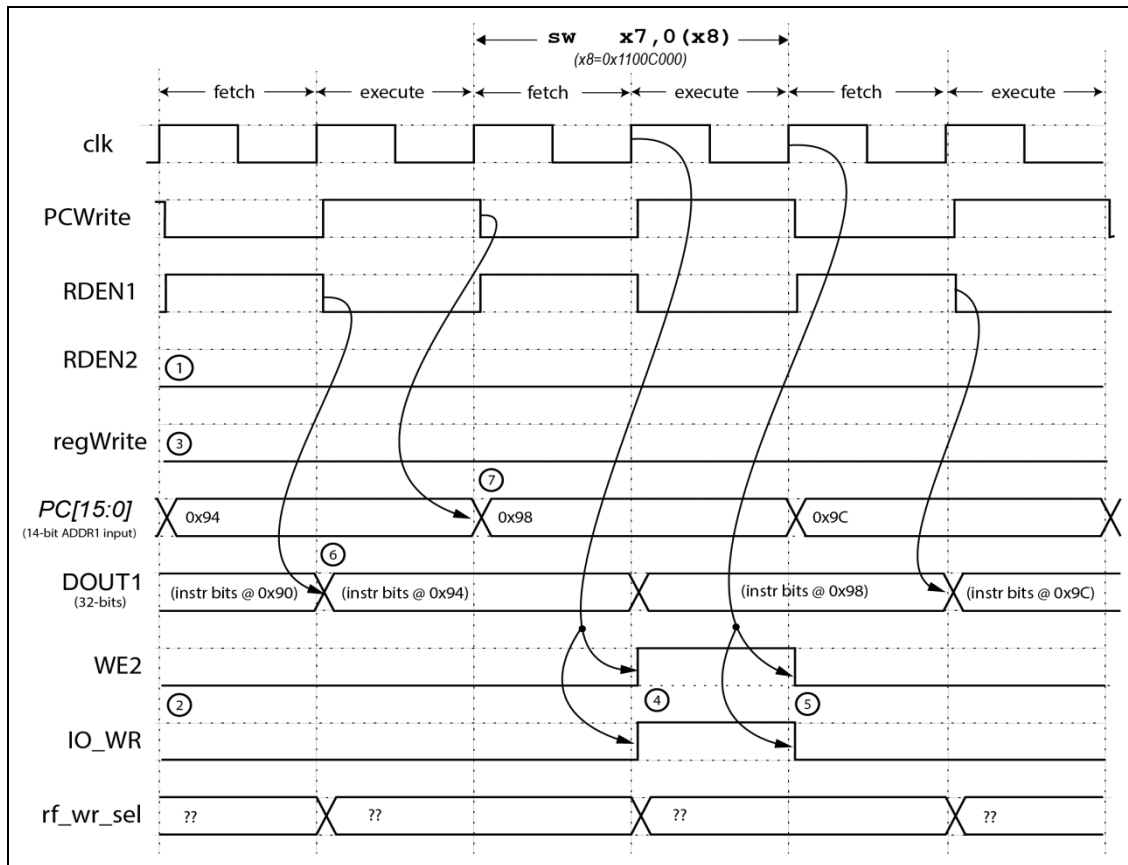 sw x7,0(x8)
(x8=0x1100C000)
fetch execute fetch execute fetch execute
clk
PCWrite
RDEN1
RDEN2 1
regWrite 3
7
PC[15:0] 0x94 0x98 0x9C
(14-bit ADDR1 input)
6
DOUT1 (instr bits @ 0x90) (instr bits @ 0x94) (instr bits @ 0x98) (instr bits @ 0x9C)
(32-bits)
WE2
2 4 5
IO_WR
rf_wr_sel ?? ?? ?? ??